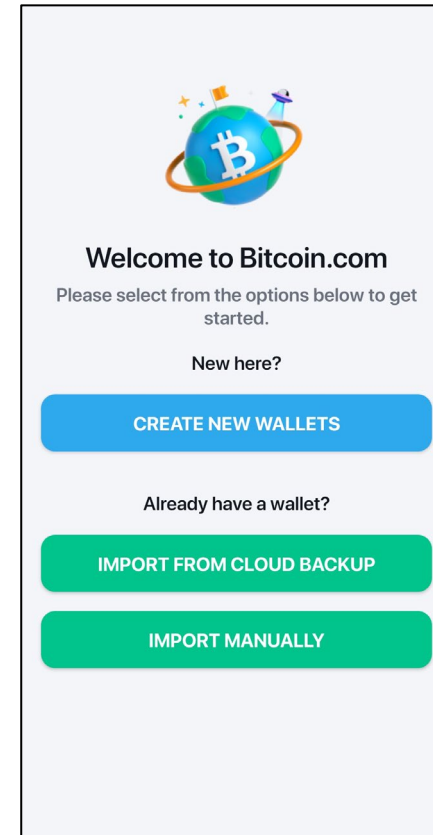 Welcome to Bitcoin.com
Please select from the options below to get
started.
New here?
CREATE NEW WALLETS
Already have a wallet?
IMPORT FROM CLOUD BACKUP
IMPORT MANUALLY